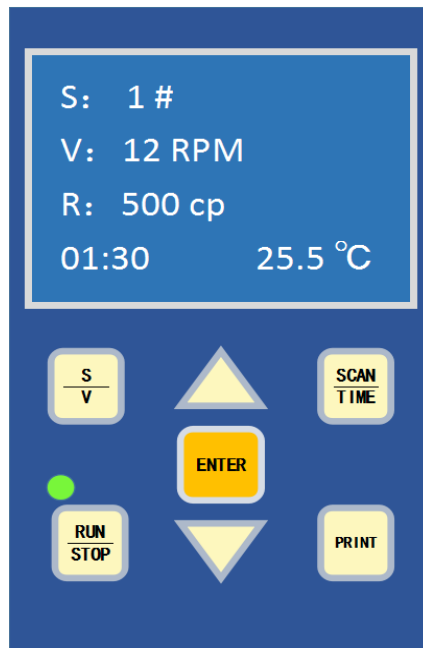 S： 1 #
V： 12 RPM
R： 500 cp
01:30 25.5 ℃
S
V
SCAN
TIME
ENTER
RUN
STOP
PRINT